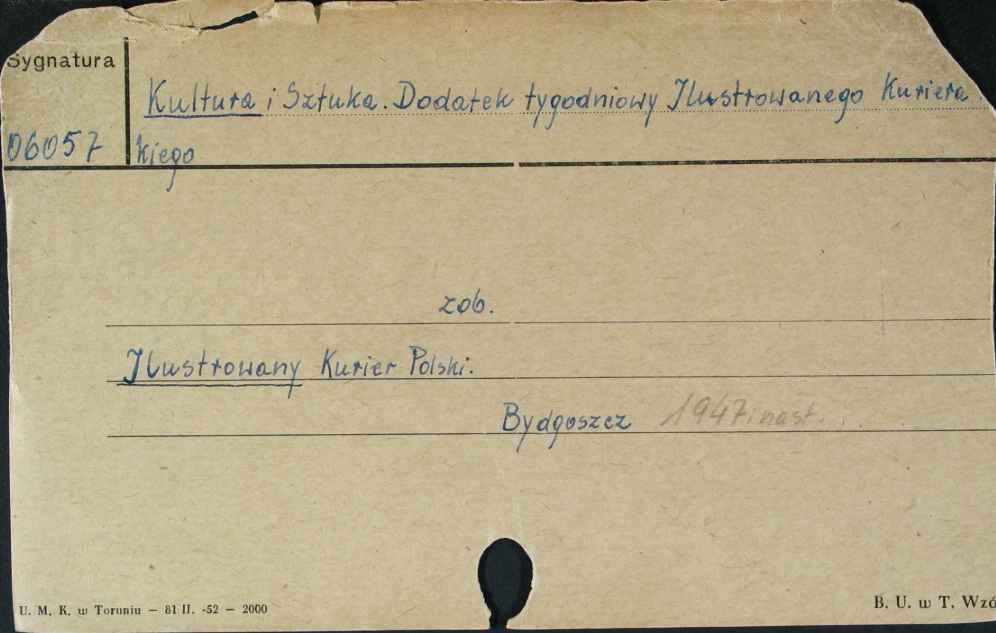 Sygnatura
Kultura i Sztuka. Dodatek tygodniowy Ilustrowanego Kuriera
06057 kiego
zob.
Ilustrowany Kurier Polski.
Bydgoszcz 1947 i nast.
U. M. K. w Toruniu — 81 II. -52 — 2000
B. U. w T. Wzó